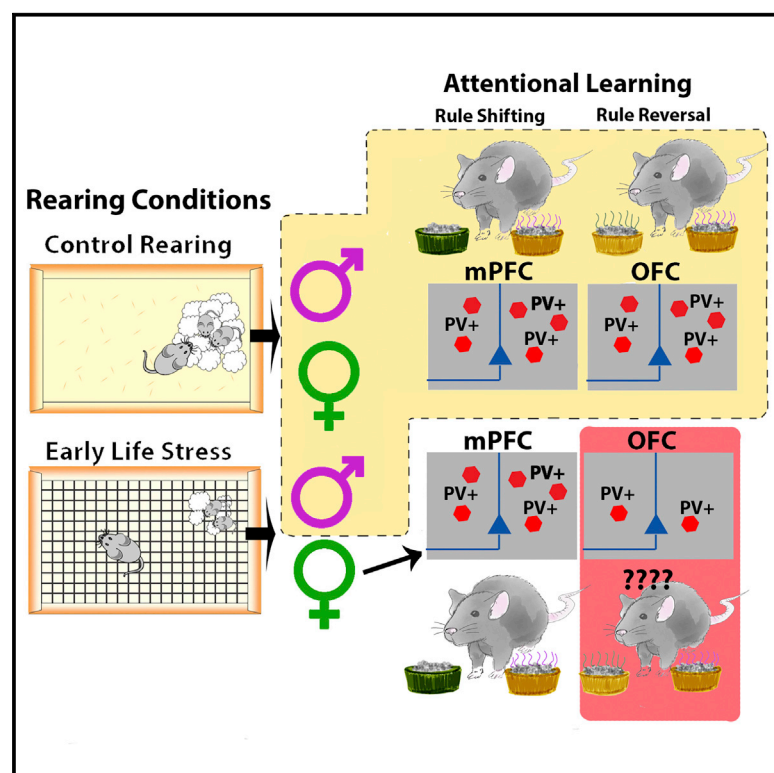 Attentional Learning
Rule Shifting
Rule Reversal
Rearing Conditions
Control Rearing
mPFC
OFC
PV+
PV+
PV+
PV+
PV+
PV+
Early Life Stress
mPFC
OFC
PV+
PV+
PV+
PV+
PV+
????